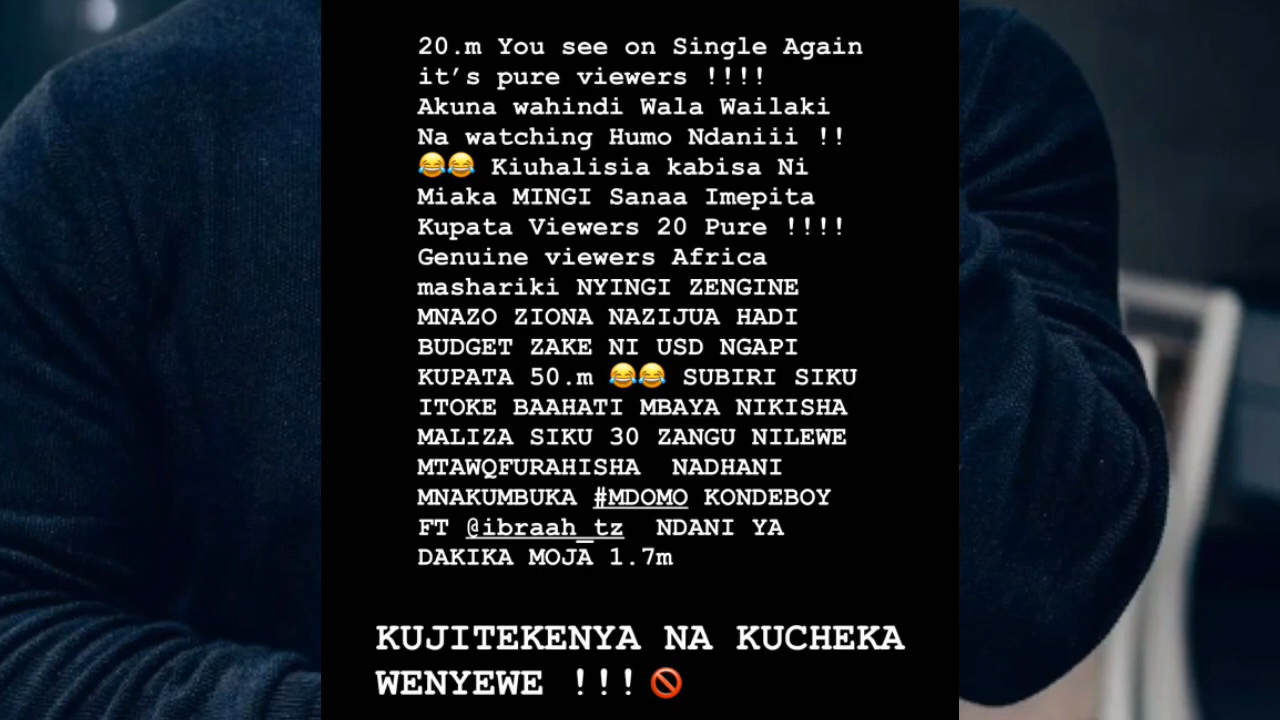 20.m You see on Single Again
it’s pure viewers !!!!
Akuna wahindi Wala Wailaki
Na watching Humo Ndaniii !!
😂😂 Kiuhalisia kabisa Ni
Miaka MINGI Sanaa Imepita
Kupata Viewers 20 Pure !!!!
Genuine viewers Africa
mashariki NYINGI ZENGINE
MNAZO ZIONA NAZIJUA HADI
BUDGET ZAKE NI USD NGAPI
KUPATA 50.m 😂😂 SUBIRI SIKU
ITOKE BAAHATI MBAYA NIKISHA
MALIZA SIKU 30 ZANGU NILEWE
MTAWQFURAHISHA NADHANI
MNAKUMBUKA #MDOMO KONDEBOY
FT @ibraah_tz NDANI YA
DAKIKA MOJA 1.7m
KUJITEKENYA NA KUCHEKA
WENYEWE !!!🚫